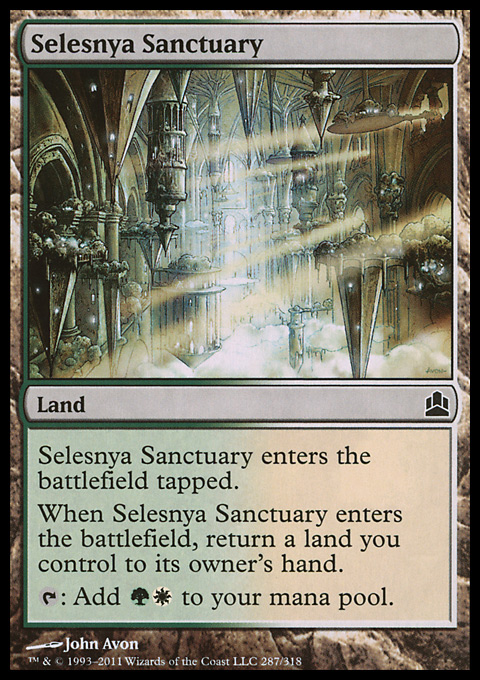 Selesnya Sanctuary
Land
Selesnya Sanctuary enters the
battlefield tapped.
When Selesnya Sanctuary enters
the battlefield, return a land you
control to its owner's hand.
: Add to your mana pool.
John Avon
™ & © 1993–2011 Wizards of the Coast LLC 287/318